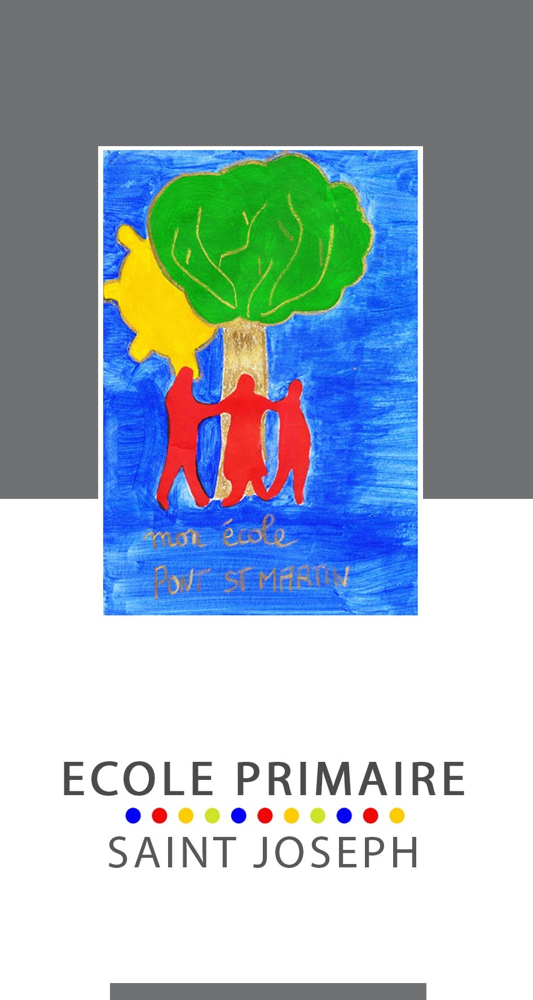 mon école
PONT ST MARTIN
ECOLE PRIMAIRE
SAINT JOSEPH